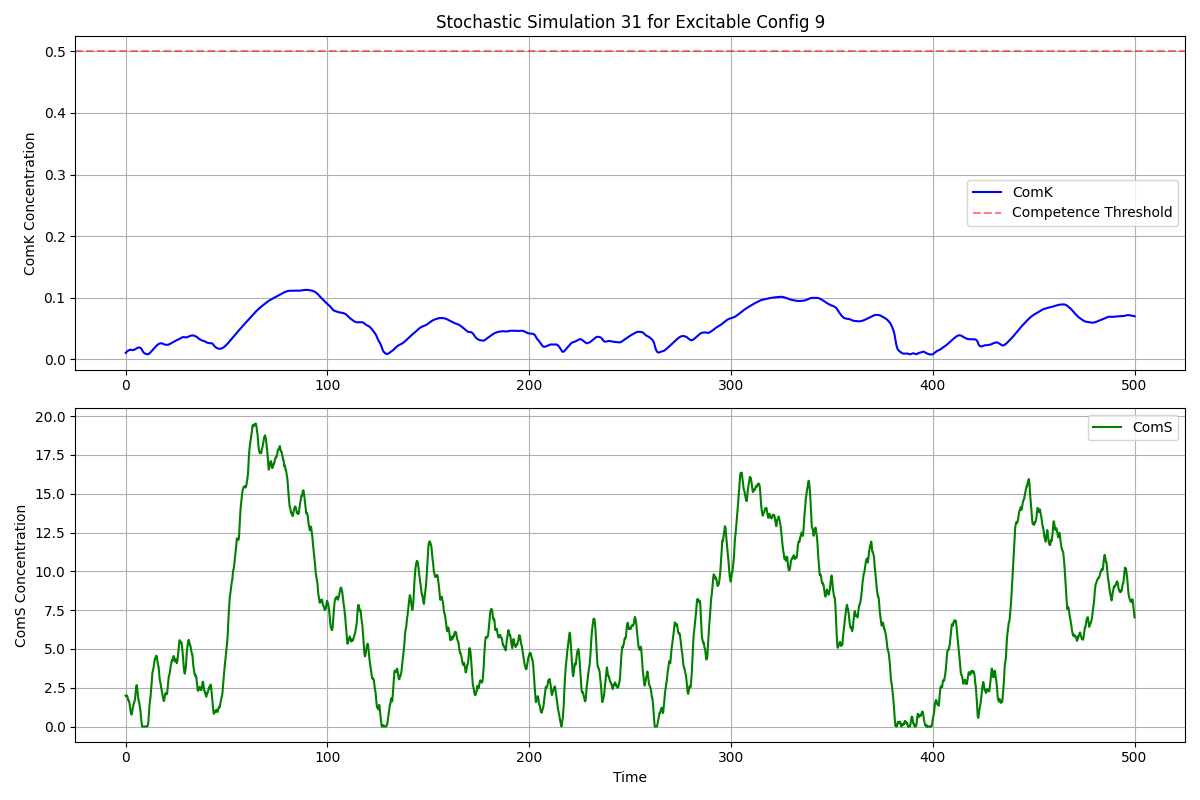 Stochastic Simulation 31 for Excitable Config 9
0.5
0.4
0.3
0.2
0.1
0.0
ComK Concentration
ComK
Competence Threshold
0 100 200 300 400 500
20.0
17.5
15.0
12.5
10.0
7.5
5.0
2.5
0.0
ComS Concentration
ComS
0 100 200 300 400 500
Time